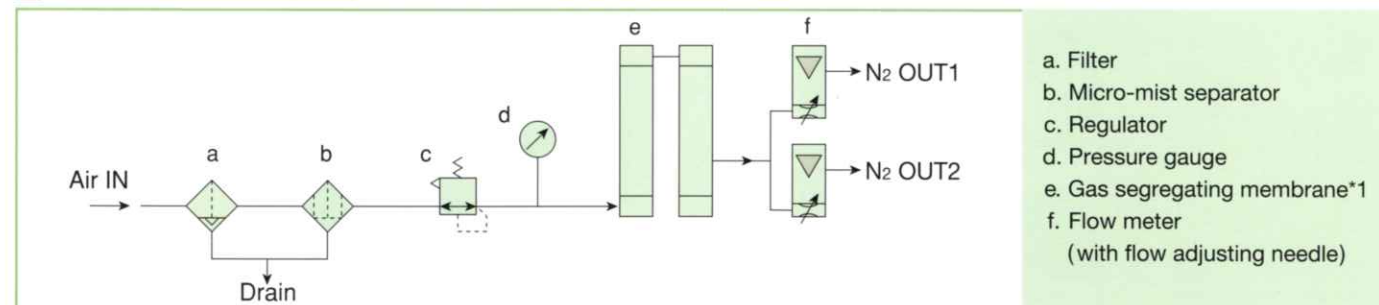 e
f
N2 OUT1
d
a
b
c
Air IN
N2 OUT2
Drain
a. Filter
b. Micro-mist separator
c. Regulator
d. Pressure gauge
e. Gas segregating membrane*1
f. Flow meter
(with flow adjusting needle)